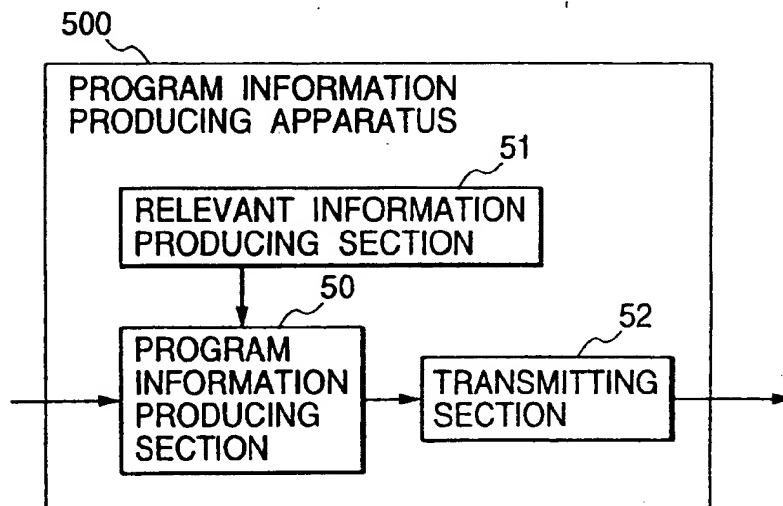 500
PROGRAM INFORMATION
PRODUCING APPARATUS
51
RELEVANT INFORMATION
PRODUCING SECTION
50
PROGRAM
INFORMATION
PRODUCING
SECTION
52
TRANSMITTING
SECTION